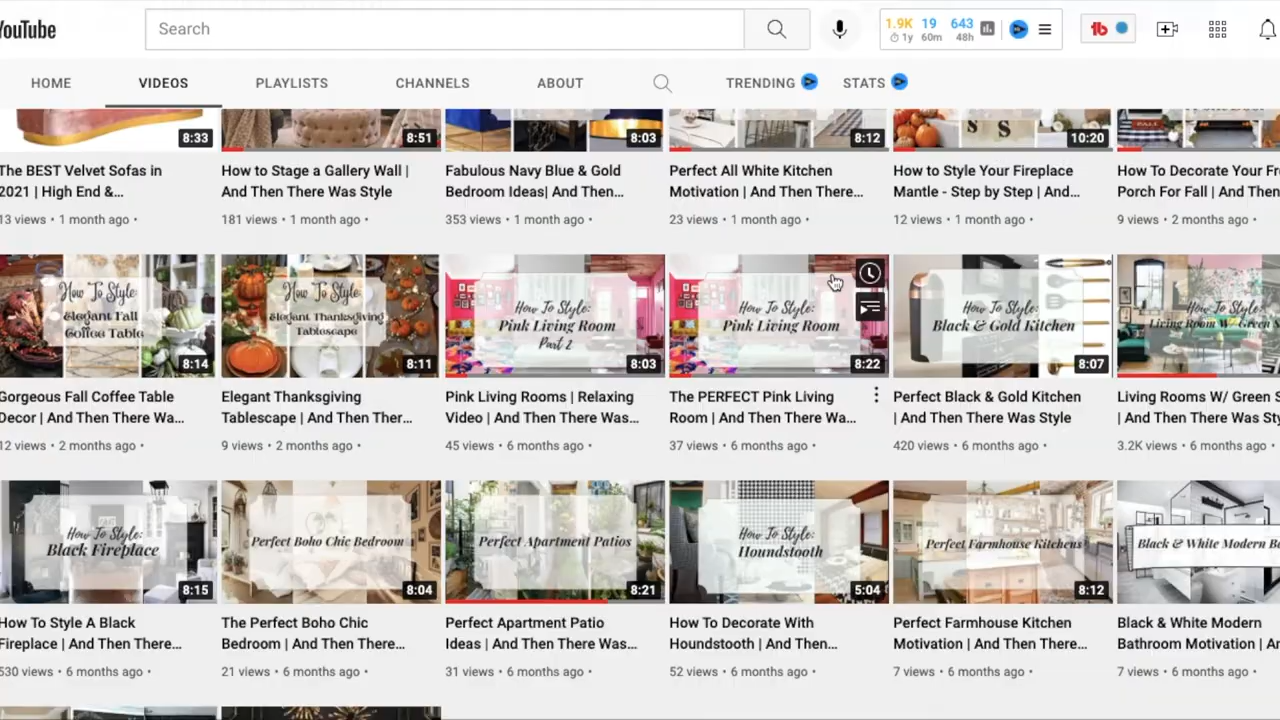 YouTube
Search
1.9K 19 643
1y 60m 48h
HOME VIDEOS PLAYLISTS CHANNELS ABOUT TRENDING STATS
8:33 8:51 8:03 8:12 10:20
The BEST Velvet Sofas in
2021 | High End &...
13 views • 1 month ago •
How to Stage a Gallery Wall |
And Then There Was Style
181 views • 1 month ago •
Fabulous Navy Blue & Gold
Bedroom Ideas| And Then...
353 views • 1 month ago •
Perfect All White Kitchen
Motivation | And Then There...
23 views • 1 month ago •
How to Style Your Fireplace
Mantle - Step by Step | And...
12 views • 1 month ago •
How To Decorate Your Fr
Porch For Fall | And Then
9 views • 2 months ago •
How To Style:
Elegant Fall
Coffee Table
8:14
Gorgeous Fall Coffee Table
Decor | And Then There Wa...
12 views • 2 months ago •
How To Style:
Elegant Thanksgiving
Tablescape
8:11
Elegant Thanksgiving
Tablescape | And Then Ther...
9 views • 2 months ago •
How To Style:
Pink Living Room
Part 2
8:03
Pink Living Rooms | Relaxing
Video | And Then There Was...
45 views • 6 months ago •
How To Style:
Pink Living Room
8:22
The PERFECT Pink Living
Room | And Then There Wa...
37 views • 6 months ago •
How To Style:
Black & Gold Kitchen
8:07
Perfect Black & Gold Kitchen
| And Then There Was Style
420 views • 6 months ago •
How To Style:
Living Room W/ Green S
Living Rooms W/ Green S
| And Then There Was Sty
3.2K views • 6 months ago •
How To Style:
Black Fireplace
8:15
How To Style A Black
Fireplace | And Then There...
530 views • 6 months ago •
Perfect Boho Chic Bedroom
8:04
The Perfect Boho Chic
Bedroom | And Then There...
21 views • 6 months ago •
Perfect Apartment Patios
8:21
Perfect Apartment Patio
Ideas | And Then There Was...
31 views • 6 months ago •
How To Style:
Houndstooth
5:04
How To Decorate With
Houndstooth | And Then...
52 views • 6 months ago •
Perfect Farmhouse Kitchens
8:12
Perfect Farmhouse Kitchen
Motivation | And Then There...
7 views • 6 months ago •
Black & White Modern Ba
Black & White Modern
Bathroom Motivation | An
7 views • 6 months ago •